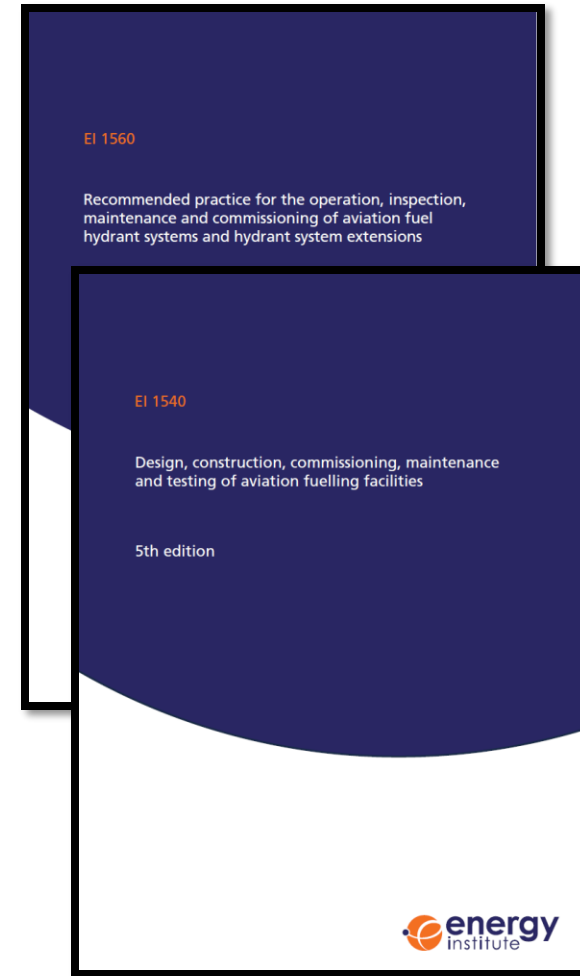 EI 1560
Recommended practice for the operation, inspection,
maintenance and commissioning of aviation fuel
hydrant systems and hydrant system extensions
EI 1540
Design, construction, commissioning, maintenance
and testing of aviation fuelling facilities
5th edition
energy
institute